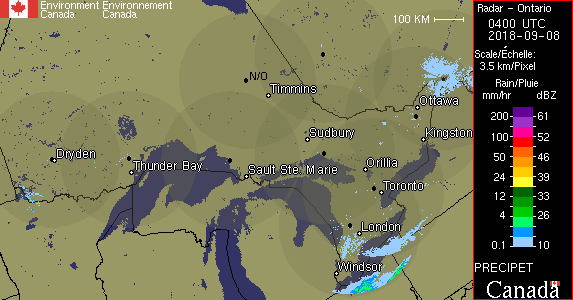 Environment Environnement
Canada Canada
100 KM
N/O
Timmins
Ottawa
Sudbury
Kingston
Dryden
Thunder Bay
Sault Ste. Marie
Orillia
Toronto
London
Windsor
Radar - Ontario
0400 UTC
2018-09-08
Scale/Échelle:
3.5 km/Pixel
Rain/Pluie
mm/hr dBZ
200 61
100 52
50 46
24 39
12 33
4 26
0.1 10
PRECIPET
Canada